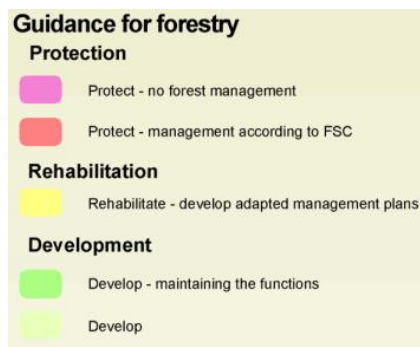 Guidance for forestry
Protection
Protect - no forest management
Protect - management according to FSC
Rehabilitation
Rehabilitate - develop adapted management plans
Development
Develop - maintaining the functions
Develop